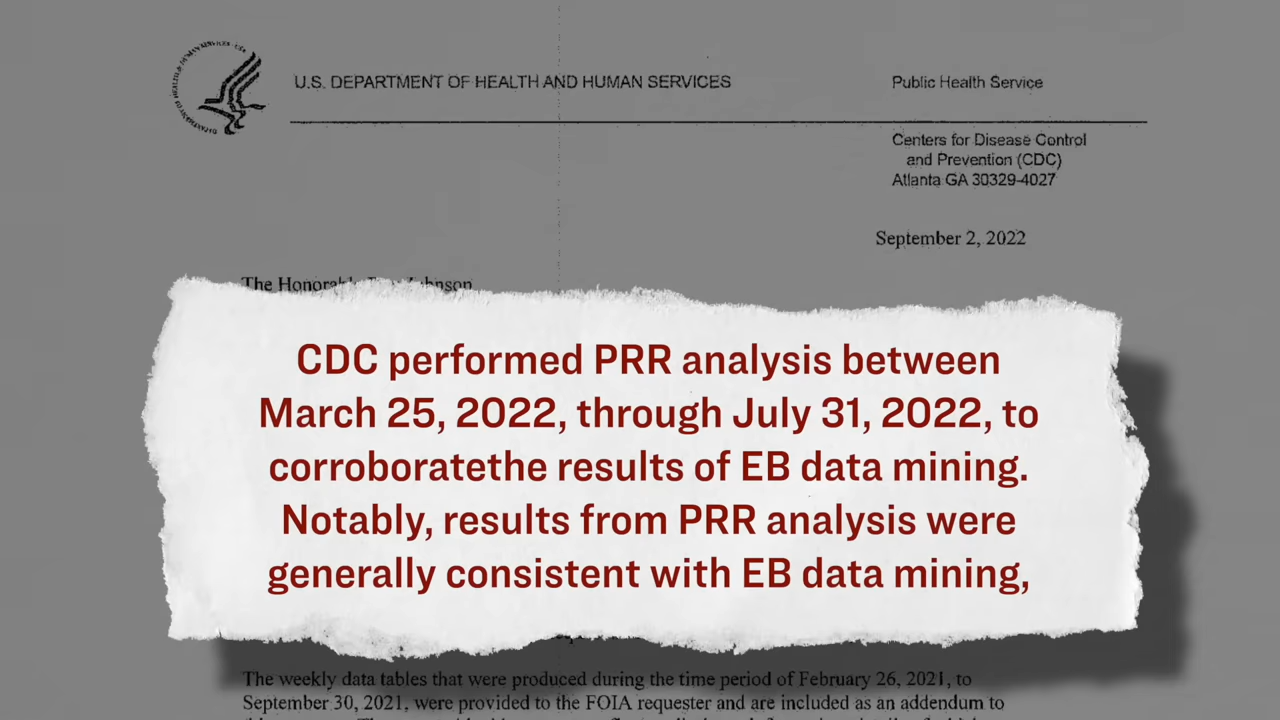 U.S. DEPARTMENT OF HEALTH AND HUMAN SERVICES
Public Health Service
Centers for Disease Control
and Prevention (CDC)
Atlanta GA 30329-4027
September 2, 2022
The Honorable Johnson
CDC performed PRR analysis between
March 25, 2022, through July 31, 2022, to
corroboratethe results of EB data mining.
Notably, results from PRR analysis were
generally consistent with EB data mining,
The weekly data tables that were produced during the time period of February 26, 2021, to
September 30, 2021, were provided to the FOIA requester and are included as an addendum to